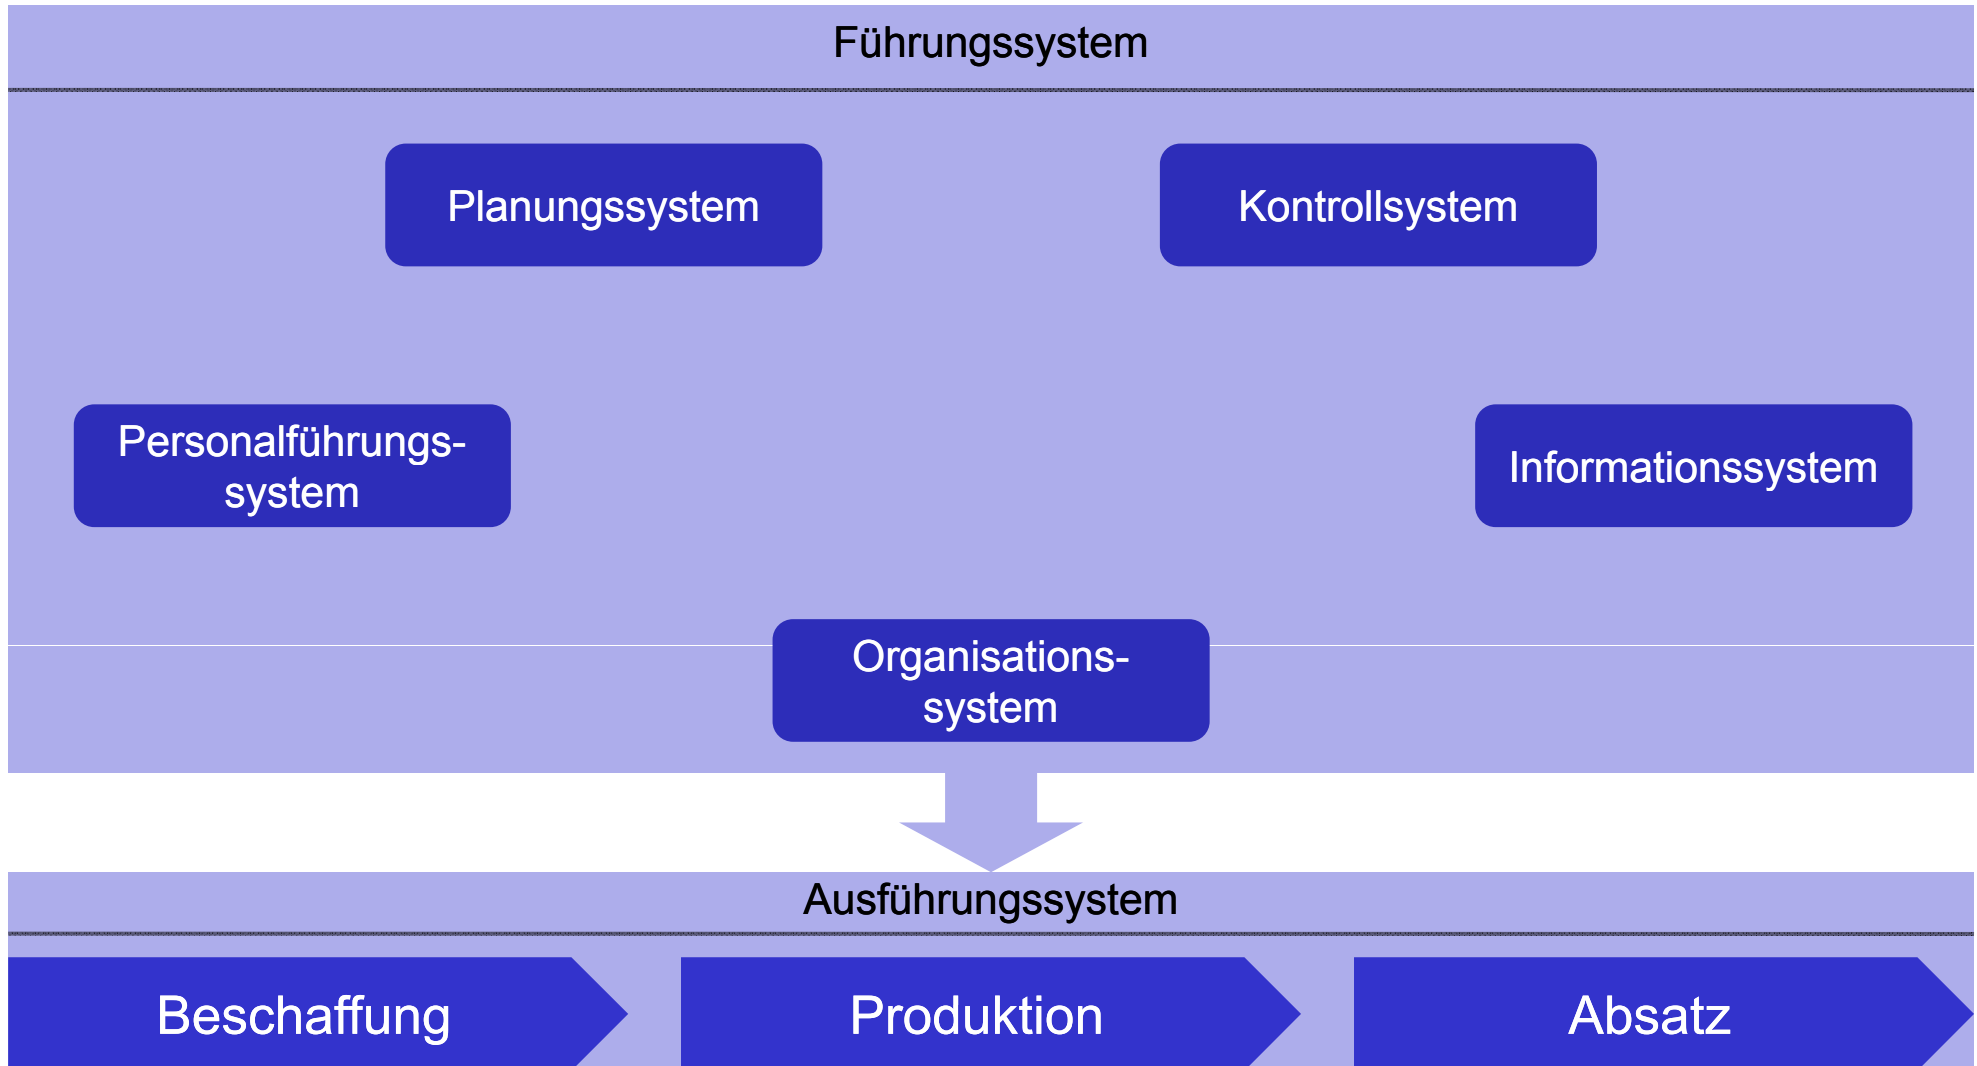 Führungssystem
Planungssystem
Kontrollsystem
Personalführungs-
system
Informationssystem
Organisations-
system
Ausführungssystem
Beschaffung
Produktion
Absatz